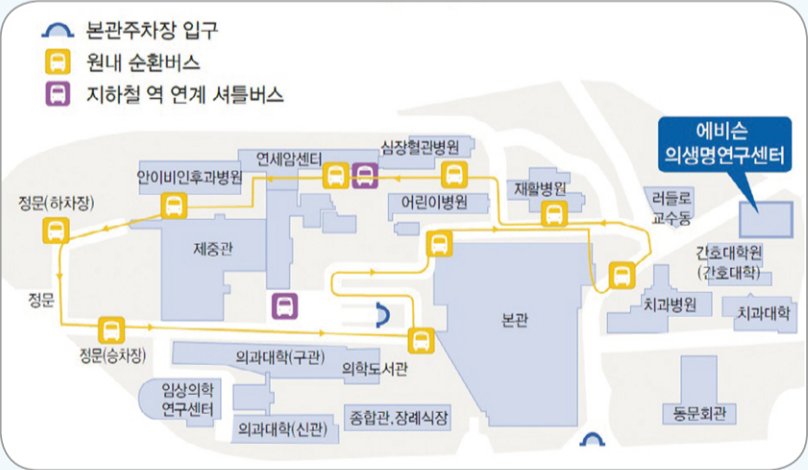 본관주차장 입구
원내 순환버스
지하철 역 연계 셔틀버스
에비슨
의생명연구센터
심장혈관병원
연세암센터
안이비인후과병원
재활병원
어린이병원
러들로
교수동
정문(하차장)
제중관
간호대학원
(간호대학)
정문
본관
치과병원
치과대학
정문(승차장)
의과대학(구관)
의학도서관
임상의학
연구센터
종합관,장례식장
의과대학(신관)
동문회관